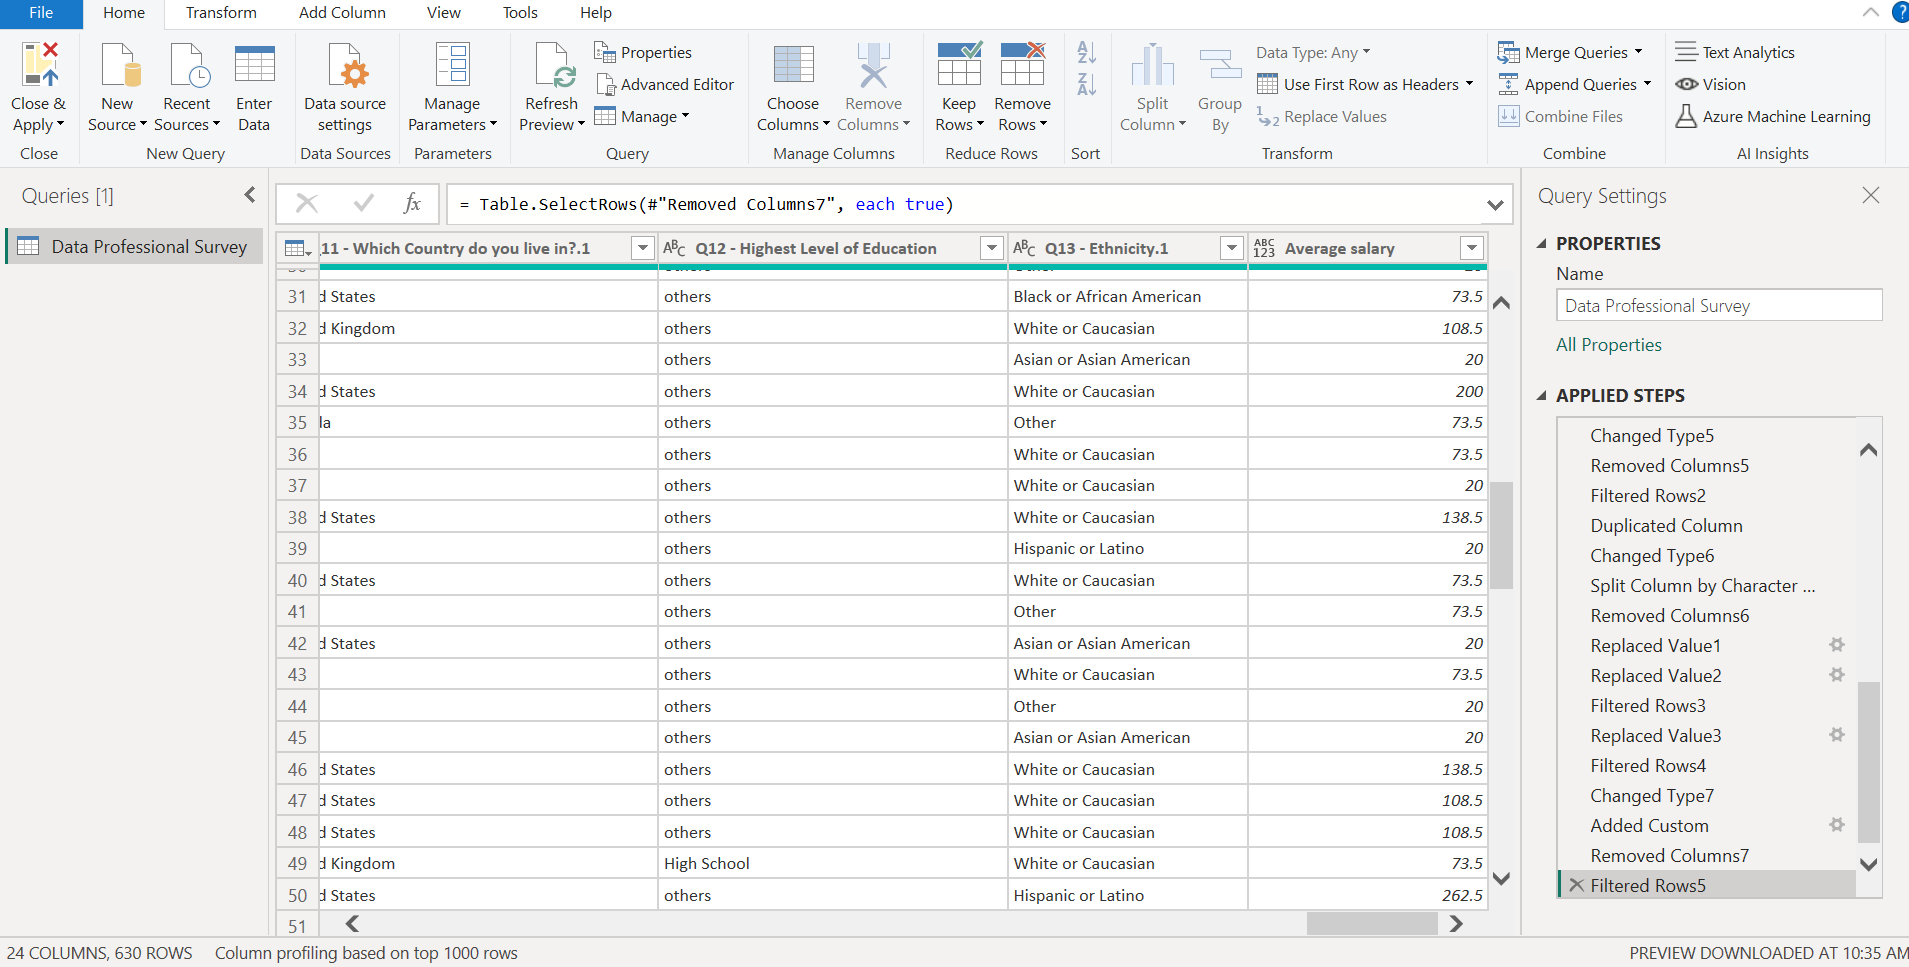 File Home Transform Add Column View Tools Help
Close & Apply
New Source
Recent Sources
Enter Data
Data source settings
Manage Parameters
Refresh Preview
Properties
Advanced Editor
Manage
Choose Columns
Remove Columns
Keep Rows
Remove Rows
A Z
Z A
Split Column
Group By
Data Type: Any
Use First Row as Headers
1 2 Replace Values
Merge Queries
Append Queries
Combine Files
Text Analytics
Vision
Azure Machine Learning
Close New Query Data Sources Parameters Query Manage Columns Reduce Rows Sort Transform Combine AI Insights
Queries [1]
Data Professional Survey
fx = Table.SelectRows(#"Removed Columns7", each true)
11 - Which Country do you live in?.1 ABC Q12 - Highest Level of Education ABC Q13 - Ethnicity.1 ABC 123 Average salary
31 d States others Black or African American 73.5
32 d Kingdom others White or Caucasian 108.5
33 others Asian or Asian American 20
34 d States others White or Caucasian 200
35 la others Other 73.5
36 others White or Caucasian 73.5
37 others White or Caucasian 20
38 d States others White or Caucasian 138.5
39 others Hispanic or Latino 20
40 d States others White or Caucasian 73.5
41 others Other 73.5
42 d States others Asian or Asian American 20
43 others White or Caucasian 73.5
44 others Other 20
45 others Asian or Asian American 20
46 d States others White or Caucasian 138.5
47 d States others White or Caucasian 108.5
48 d States others White or Caucasian 108.5
49 d Kingdom High School White or Caucasian 73.5
50 d States others Hispanic or Latino 262.5
51
Query Settings
PROPERTIES
Name
Data Professional Survey
All Properties
APPLIED STEPS
Changed Type5
Removed Columns5
Filtered Rows2
Duplicated Column
Changed Type6
Split Column by Character ...
Removed Columns6
Replaced Value1
Replaced Value2
Filtered Rows3
Replaced Value3
Filtered Rows4
Changed Type7
Added Custom
Removed Columns7
Filtered Rows5
24 COLUMNS, 630 ROWS Column profiling based on top 1000 rows PREVIEW DOWNLOADED AT 10:35 AM